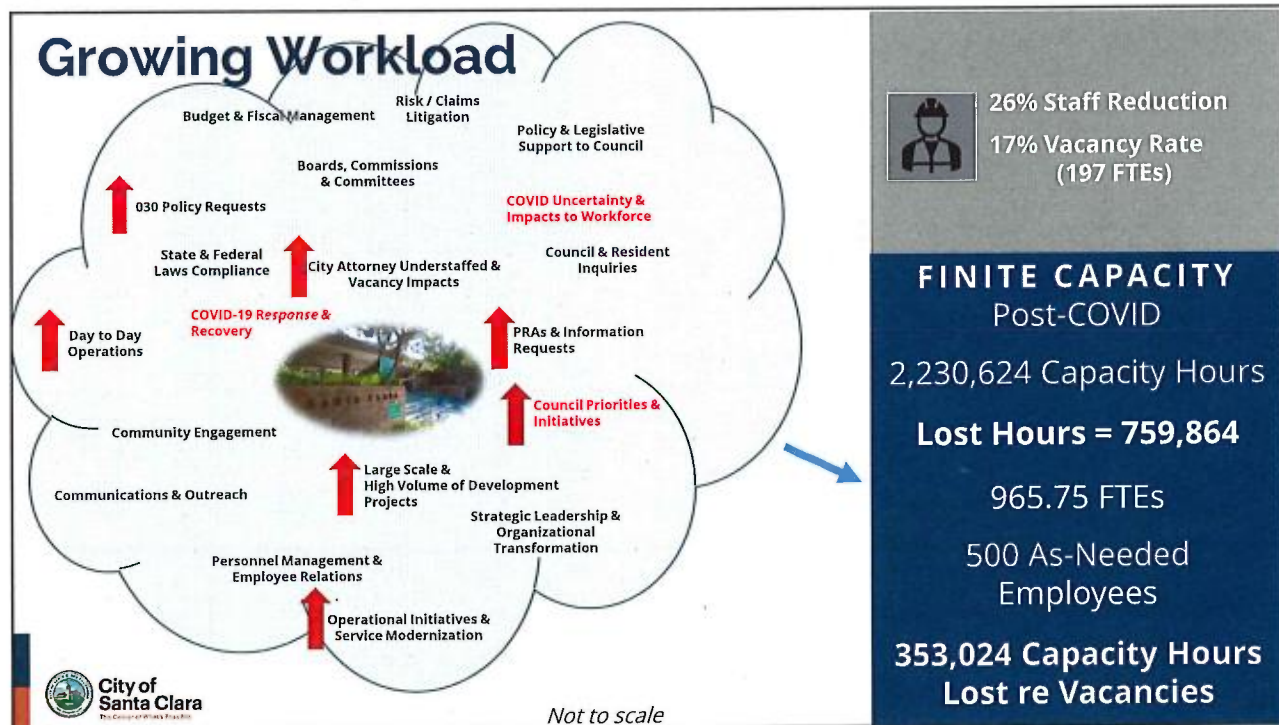 Growing Workload
Budget & Fiscal Management
Risk / Claims
Litigation
Policy & Legislative
Support to Council
Boards, Commissions
& Committees
030 Policy Requests
COVID Uncertainty &
Impacts to Workforce
State & Federal
Laws Compliance
City Attorney Understaffed &
Vacancy Impacts
Council & Resident
Inquiries
COVID-19 Response &
Recovery
Day to Day
Operations
PRAs & Information
Requests
Council Priorities &
Initiatives
Community Engagement
Large Scale &
High Volume of Development
Projects
Communications & Outreach
Strategic Leadership &
Organizational
Transformation
Personnel Management &
Employee Relations
Operational Initiatives &
Service Modernization
City of
Santa Clara
The Center of What's Possible
Not to scale
26% Staff Reduction
17% Vacancy Rate
(197 FTEs)
FINITE CAPACITY
Post-COVID
2,230,624 Capacity Hours
Lost Hours = 759,864
965.75 FTEs
500 As-Needed
Employees
353,024 Capacity Hours
Lost re Vacancies